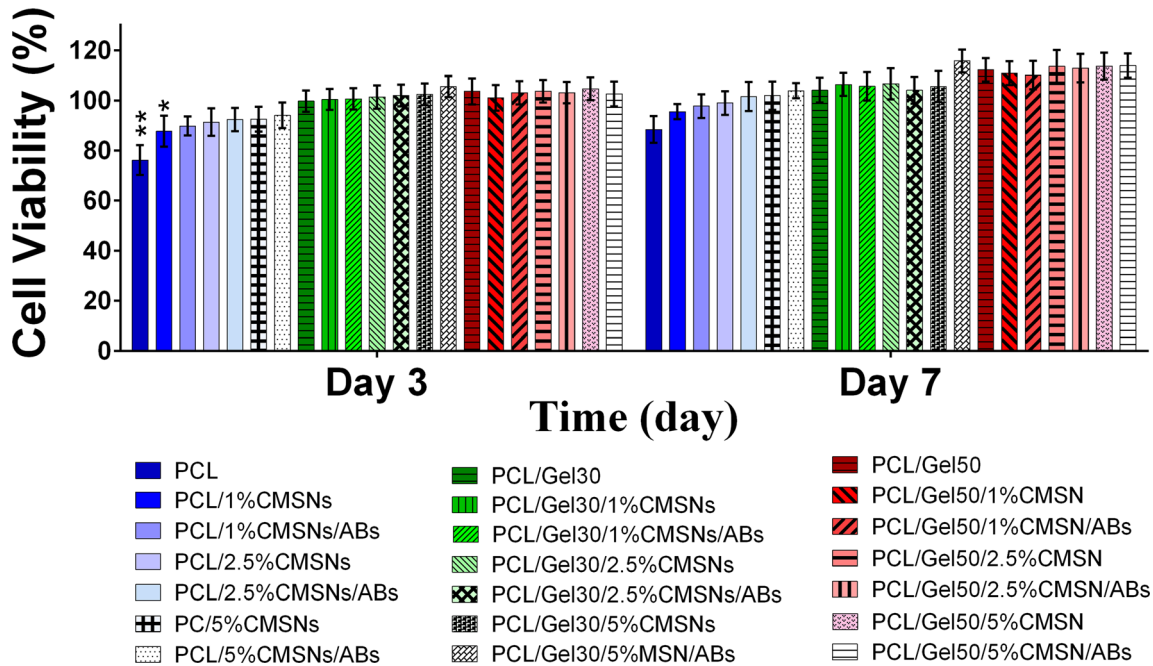 Cell Viability (%)
120
100
80
60
40
20
0
**
*
Day 3
Day 7
Time (day)
PCL
PCL/1%CMSNs
PCL/1%CMSNs/ABs
PCL/2.5%CMSNs
PCL/2.5%CMSNs/ABs
PC/5%CMSNs
PCL/5%CMSNs/ABs
PCL/Gel30
PCL/Gel30/1%CMSNs
PCL/Gel30/1%CMSNs/ABs
PCL/Gel30/2.5%CMSNs
PCL/Gel30/2.5%CMSNs/ABs
PCL/Gel30/5%CMSNs
PCL/Gel30/5%MSN/ABs
PCL/Gel50
PCL/Gel50/1%CMSN
PCL/Gel50/1%CMSN/ABs
PCL/Gel50/2.5%CMSN
PCL/Gel50/2.5%CMSN/ABs
PCL/Gel50/5%CMSN
PCL/Gel50/5%CMSN/ABs